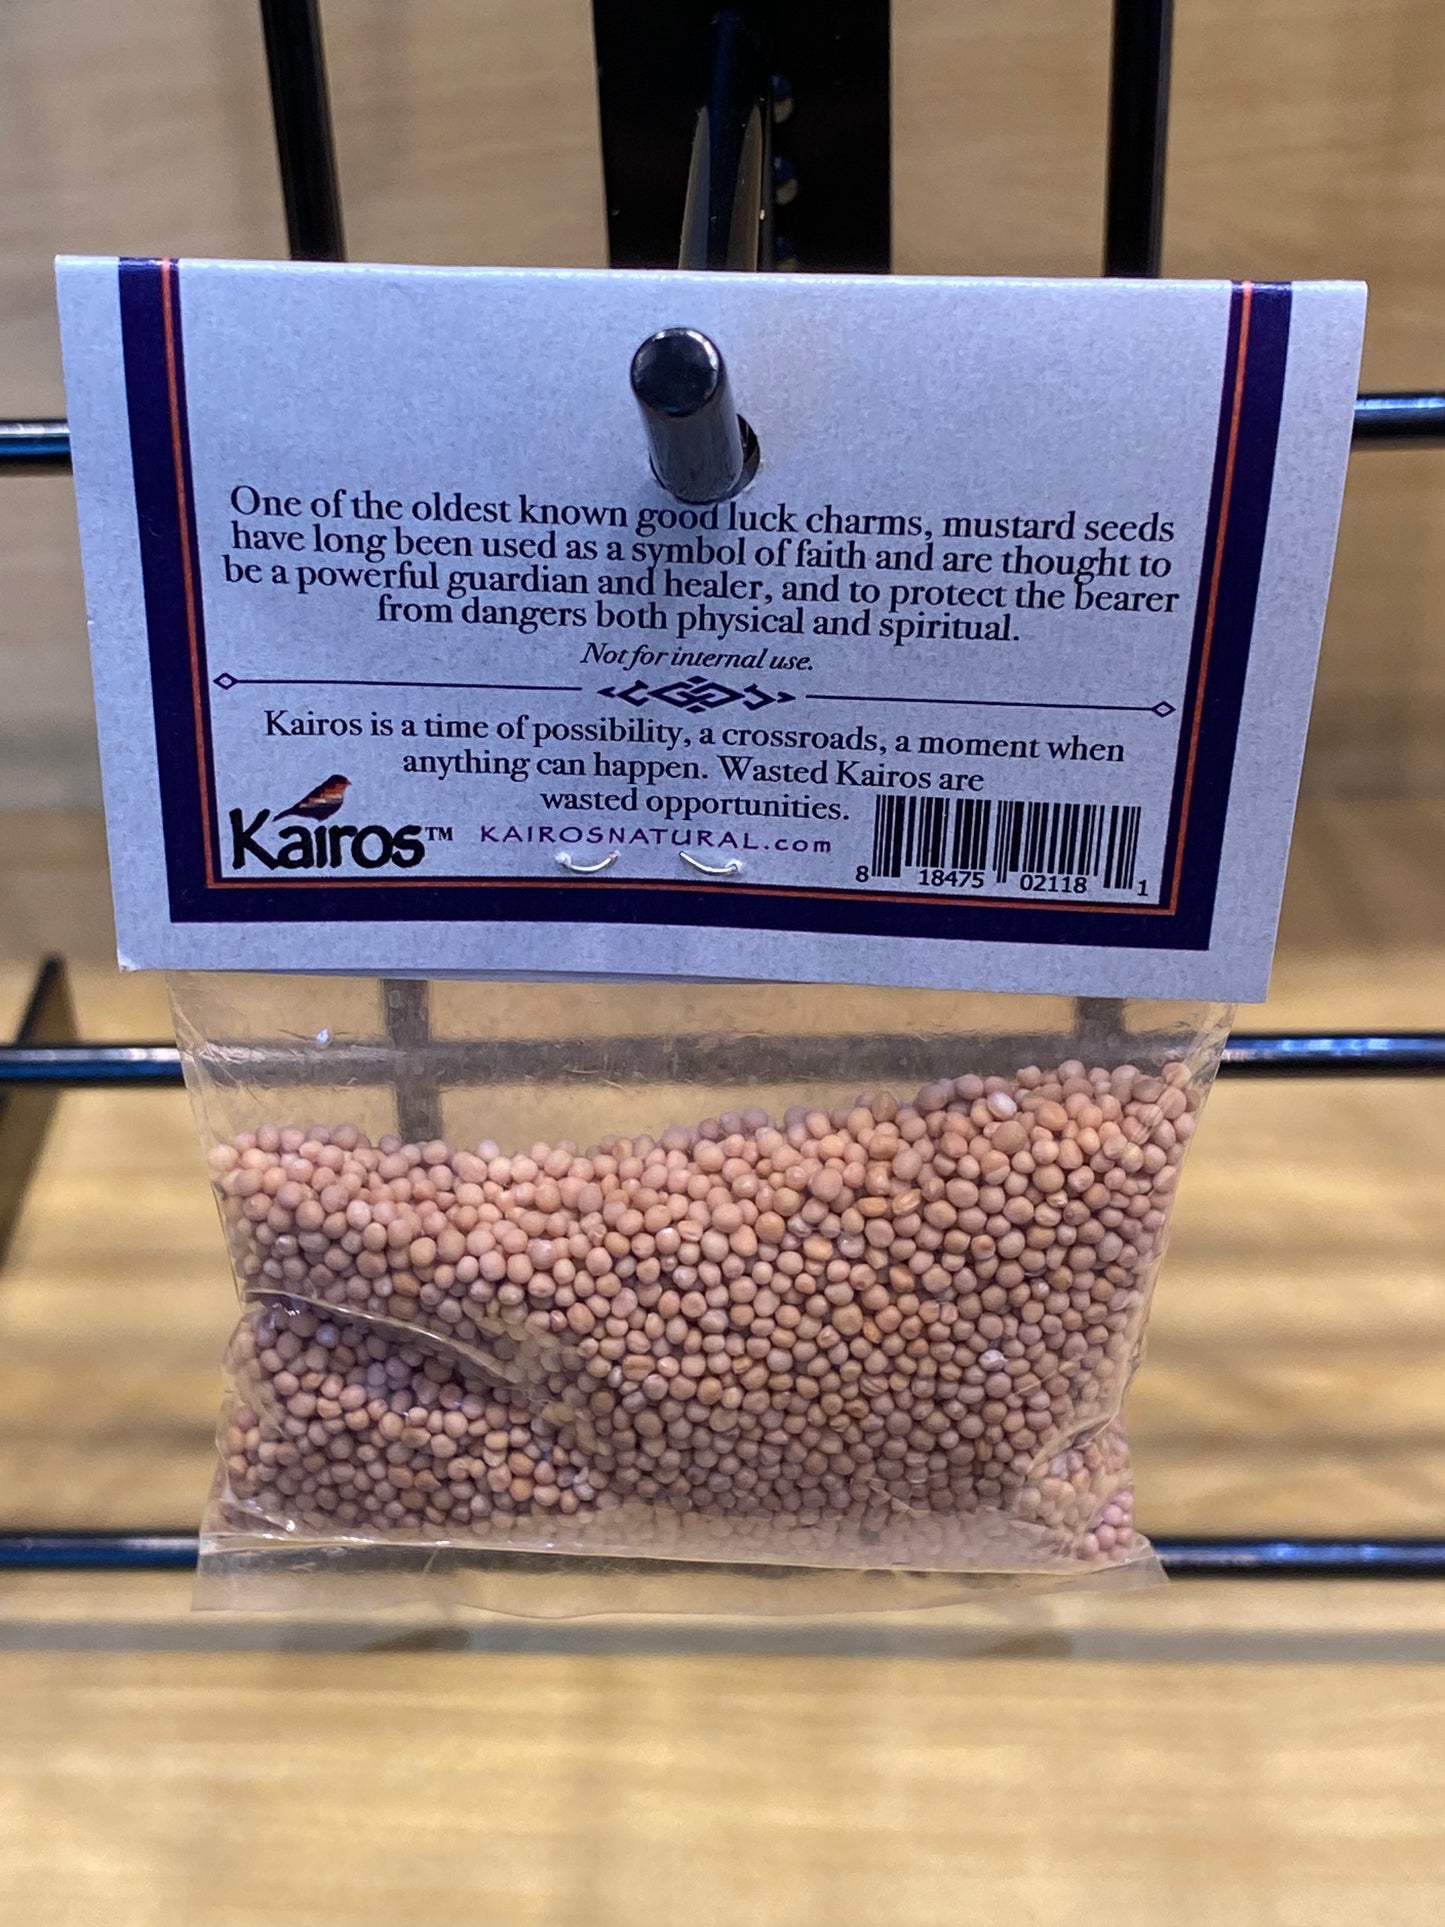 One of the oldest known good luck charms, mustard seeds
have long been used as a symbol of faith and are thought to
be a powerful guardian and healer, and to protect the bearer
from dangers both physical and spiritual.
Not for internal use.
Kairos is a time of possibility, a crossroads, a moment when
anything can happen. Wasted Kairos are
wasted opportunities.
Kairos™ KAIROSNATURAL.com
8 18475 02118 1